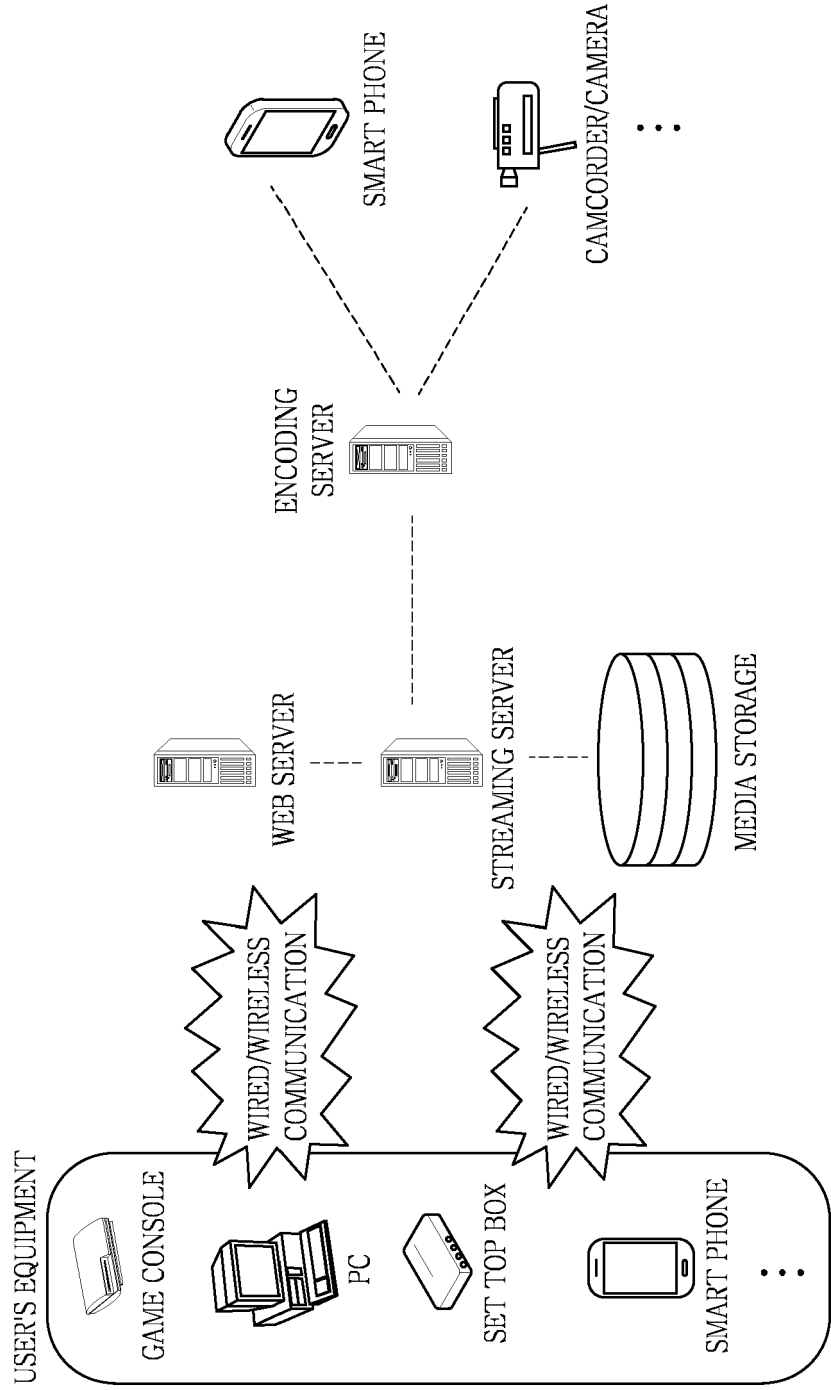 USER'S EQUIPMENT
GAME CONSOLE
PC
SET TOP BOX
SMART PHONE
WIRED/WIRELESS
COMMUNICATION
WIRED/WIRELESS
COMMUNICATION
WEB SERVER
STREAMING SERVER
MEDIA STORAGE
ENCODING
SERVER
SMART PHONE
CAMCORDER/CAMERA